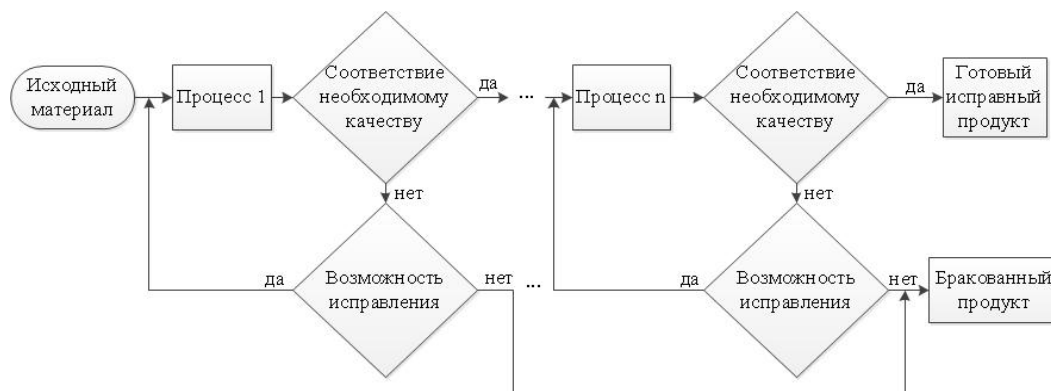 Исходный
материал
Процесс 1
Соответствие
необходимому
качеству
да
...
Процесс n
Соответствие
необходимому
качеству
да
Готовый
исправный
продукт
нет
нет
да
Возможность
исправления
нет
...
да
Возможность
исправления
нет
Бракованный
продукт